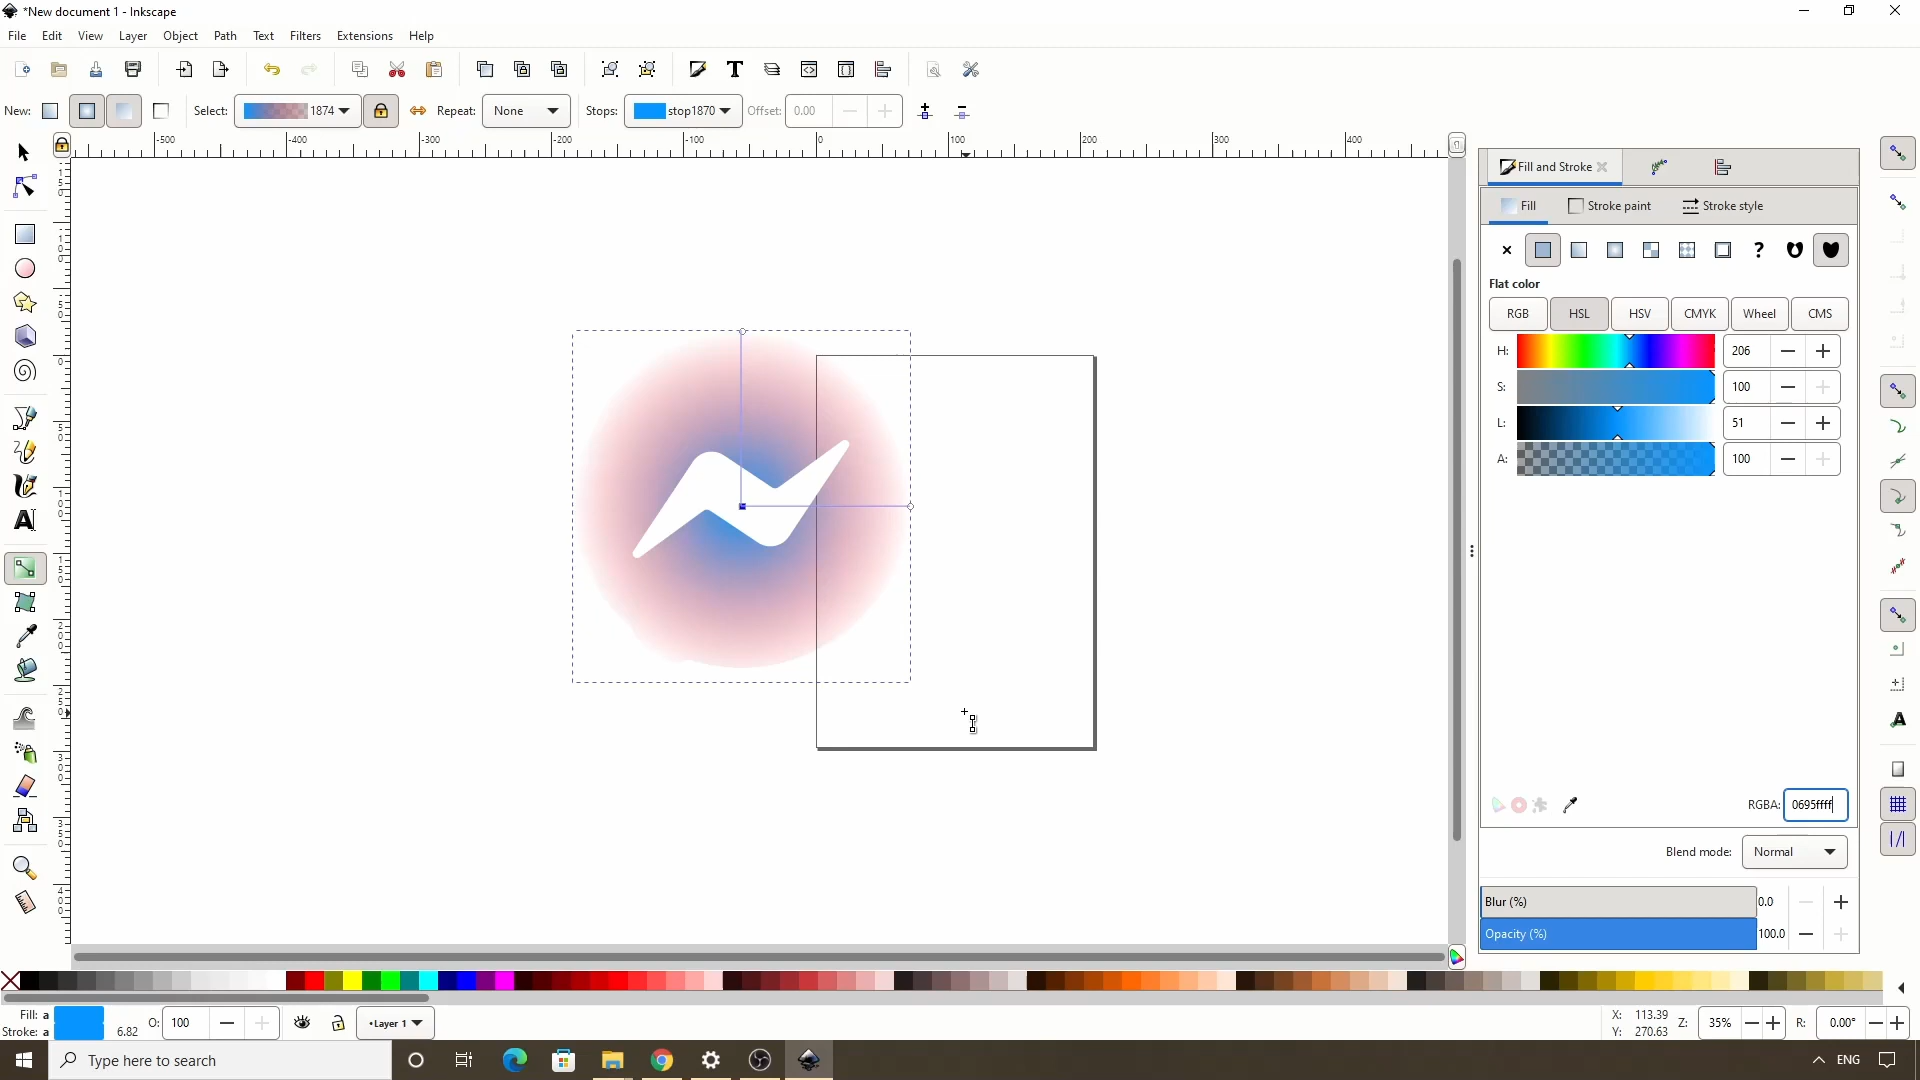 *New document 1 - Inkscape
File Edit View Layer Object Path Text Filters Extensions Help
New: Select: 1874 Repeat: None Stops: stop1870 Offset: 0.00
-500 -400 -300 -200 -100 0 100 200 300 400
Fill and Stroke
Fill Stroke paint Stroke style
Flat color
RGB HSL HSV CMYK Wheel CMS
H: 206
S: 100
L: 51
A: 100
RGBA: 0695ffff
Blend mode: Normal
Blur (%) 0.0
Opacity (%) 100.0
Fill: a
Stroke: a 6.82 O: 100 •Layer 1
X: 113.39
Y: 270.63 Z: 35% R: 0.00°
Type here to search ENG